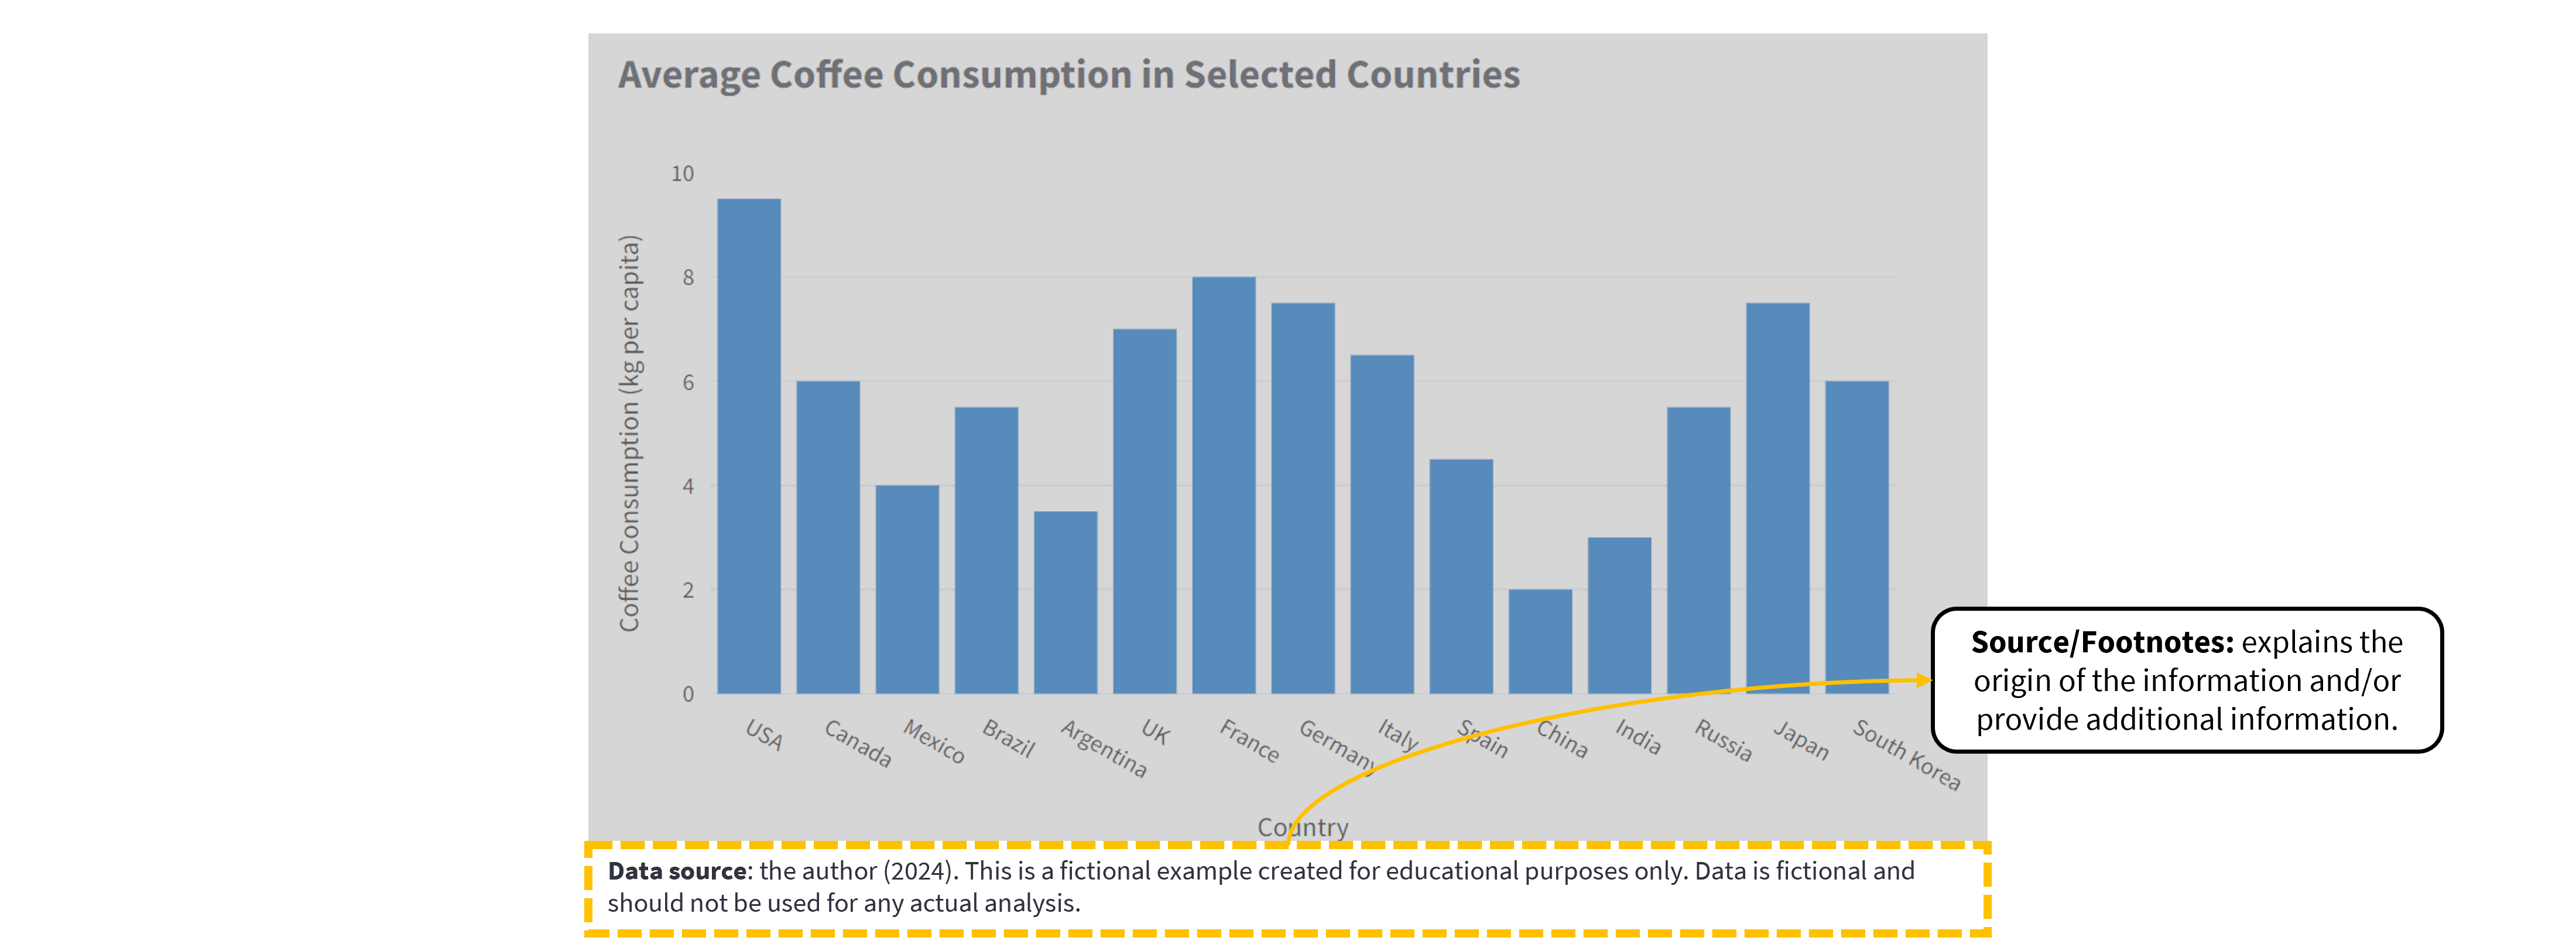 Average Coffee Consumption in Selected Countries
Coffee Consumption (kg per capita)
10
8
6
4
2
0
USA
Canada
Mexico
Brazil
Argentina
UK
France
Germany
Italy
Spain
China
India
Russia
Japan
South Korea
Country
Source/Footnotes: explains the
origin of the information and/or
provide additional information.
Data source: the author (2024). This is a fictional example created for educational purposes only. Data is fictional and
should not be used for any actual analysis.